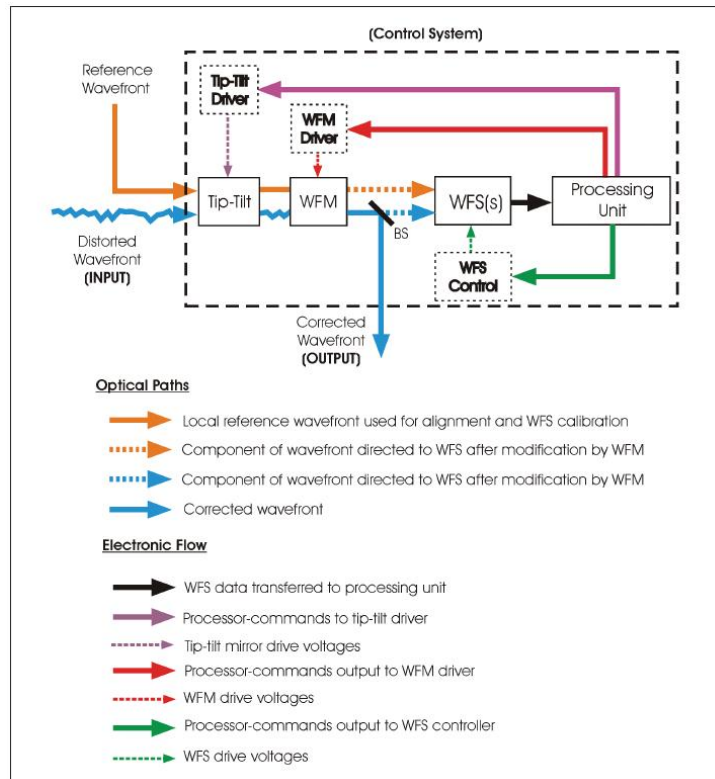 (Control System)
Reference
Wavefront
Tip-Tilt
Driver
WFM
Driver
Tip-Tilt
WFM
WFS(s)
Processing
Unit
BS
Distorted
Wavefront
(INPUT)
WFS
Control
Corrected
Wavefront
(OUTPUT)
Optical Paths
Local reference wavefront used for alignment and WFS calibration
Component of wavefront directed to WFS after modification by WFM
Component of wavefront directed to WFS after modification by WFM
Corrected wavefront
Electronic Flow
WFS data transferred to processing unit
Processor-commands to tip-tilt driver
Tip-tilt mirror drive voltages
Processor-commands output to WFM driver
WFM drive voltages
Processor-commands output to WFS controller
WFS drive voltages